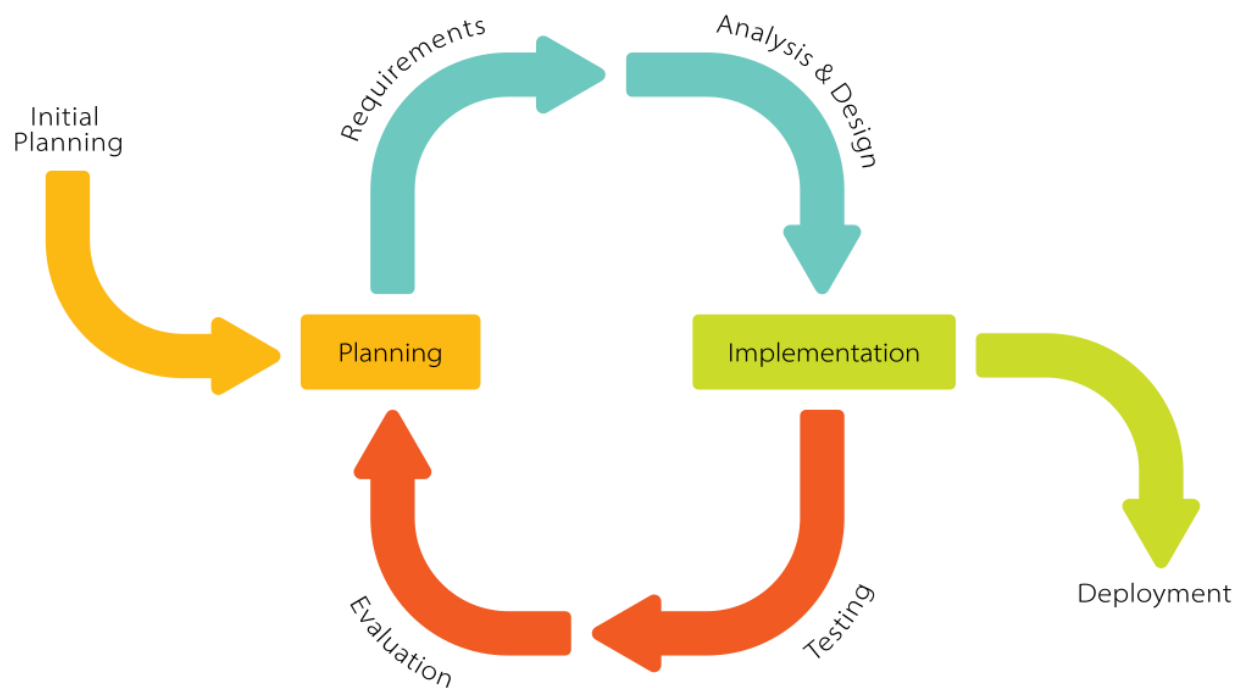 Initial
Planning
Requirements
Analysis & Design
Planning
Implementation
Evaluation
Testing
Deployment